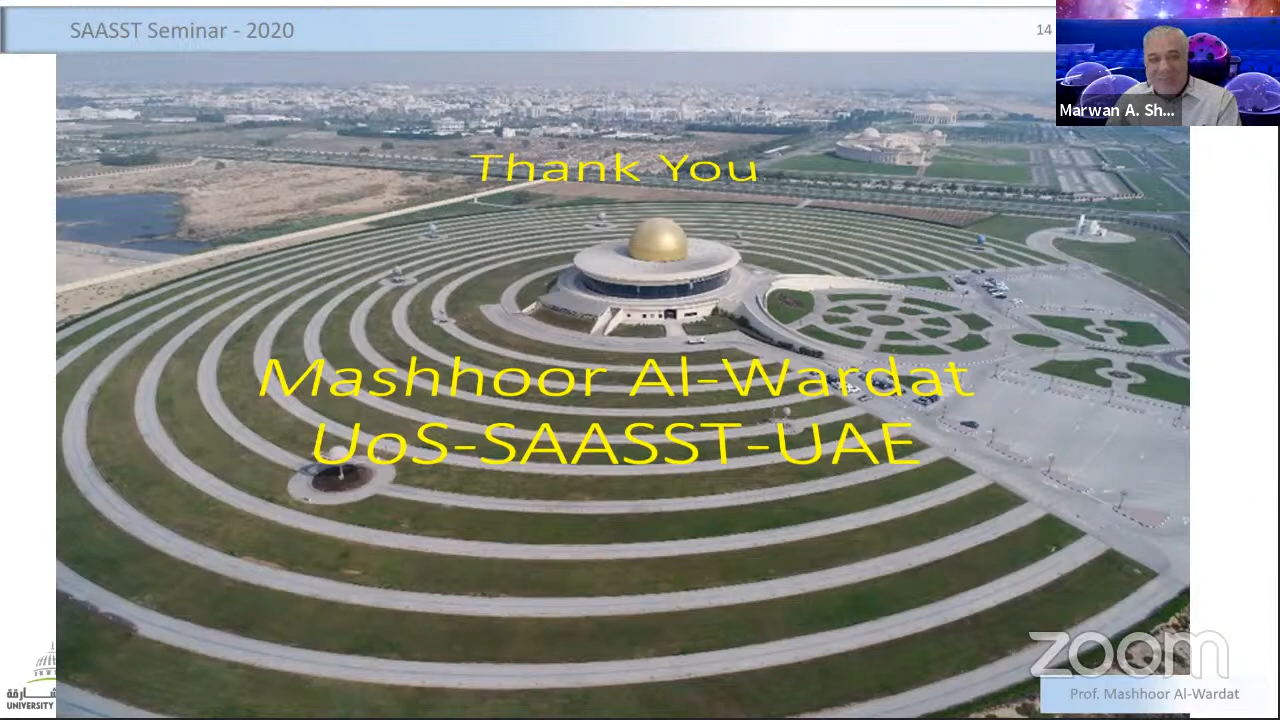 SAASST Seminar - 2020
14
Marwan A. Sh...
Thank You
Mashhoor Al-Wardat
UoS-SAASST-UAE
zoom
UNIVERSITY
Prof. Mashhoor Al-Wardat